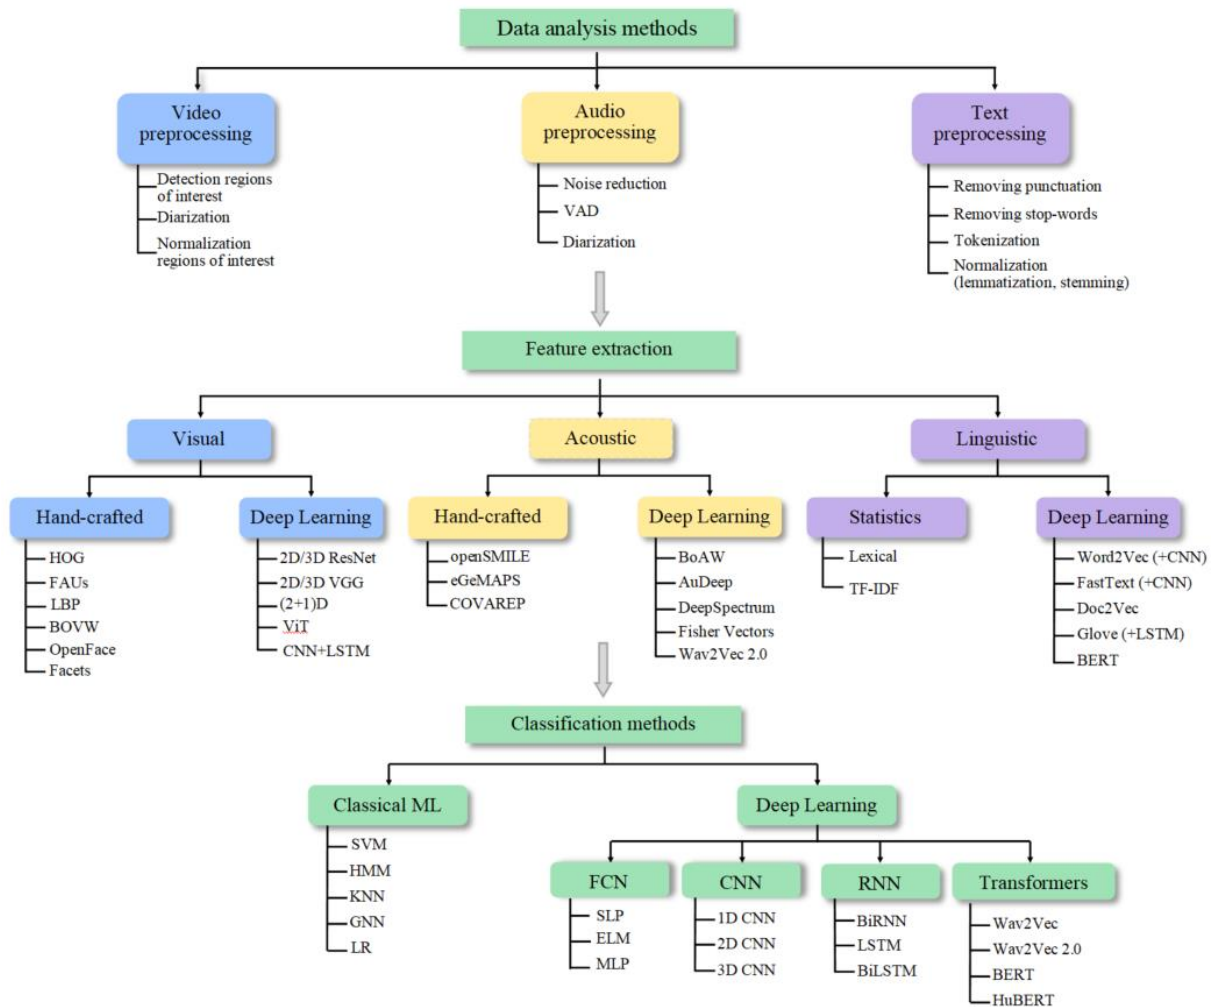 Data analysis methods
Video
preprocessing
Detection regions
of interest
Diarization
Normalization
regions of interest
Audio
preprocessing
Noise reduction
VAD
Diarization
Text
preprocessing
Removing punctuation
Removing stop-words
Tokenization
Normalization
(lemmatization, stemming)
Feature extraction
Visual
Hand-crafted
HOG
FAUs
LBP
BOVW
OpenFace
Facets
Deep Learning
2D/3D ResNet
2D/3D VGG
(2+1)D
ViT
CNN+LSTM
Acoustic
Hand-crafted
openSMILE
eGeMAPS
COVAREP
Deep Learning
BoAW
AuDeep
DeepSpectrum
Fisher Vectors
Wav2Vec 2.0
Linguistic
Statistics
Lexical
TF-IDF
Deep Learning
Word2Vec (+CNN)
FastText (+CNN)
Doc2Vec
Glove (+LSTM)
BERT
Classification methods
Classical ML
SVM
HMM
KNN
GNN
LR
Deep Learning
FCN
SLP
ELM
MLP
CNN
1D CNN
2D CNN
3D CNN
RNN
BiRNN
LSTM
BiLSTM
Transformers
Wav2Vec
Wav2Vec 2.0
BERT
HuBERT